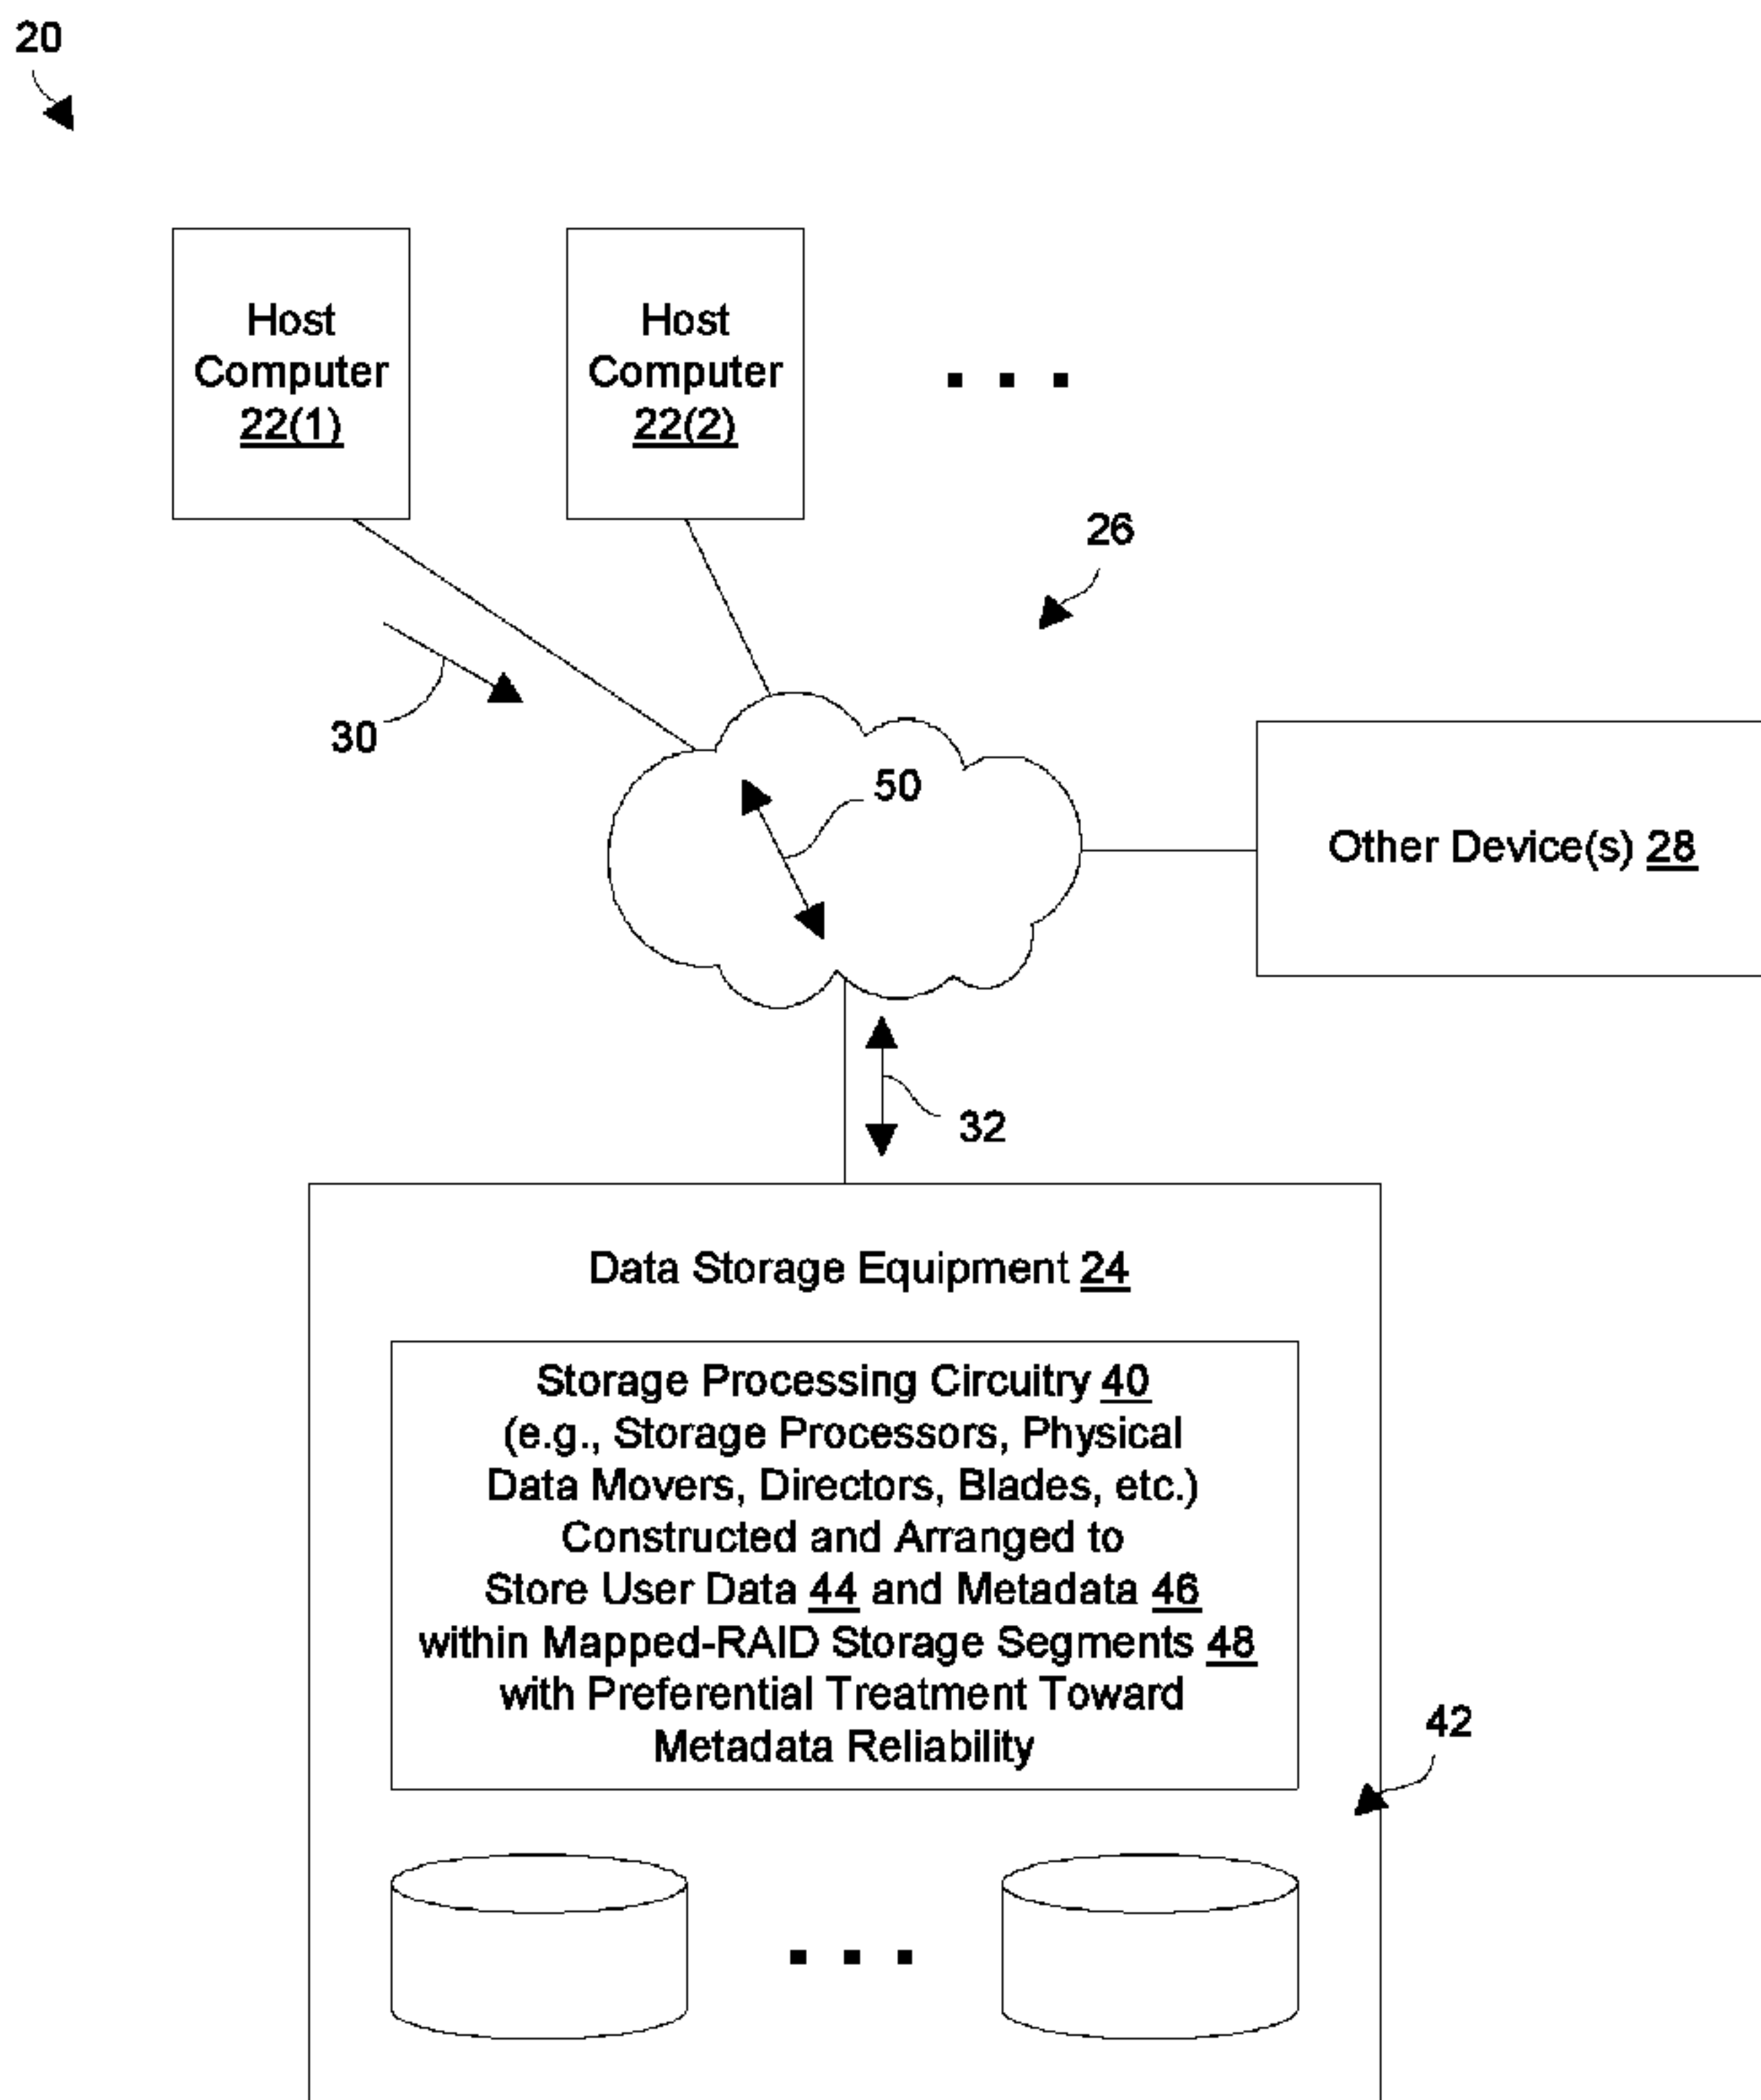 20
Host
Computer
22(1)
Host
Computer
22(2)
. . .
26
30
50
Other Device(s) 28
32
Data Storage Equipment 24
Storage Processing Circuitry 40
(e.g., Storage Processors, Physical
Data Movers, Directors, Blades, etc.)
Constructed and Arranged to
Store User Data 44 and Metadata 46
within Mapped-RAID Storage Segments 48
with Preferential Treatment Toward
Metadata Reliability
42
. . .